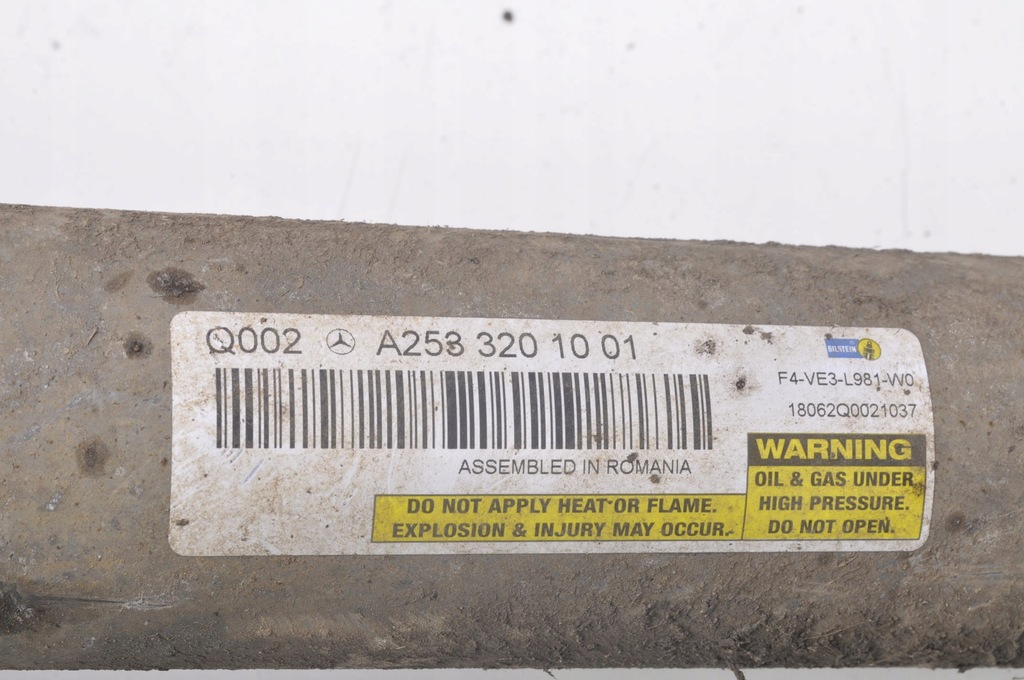 Q002 A253 320 10 01
BILSTEIN
F4-VE3-L981-W0
18062Q0021037
ASSEMBLED IN ROMANIA
DO NOT APPLY HEAT OR FLAME.
EXPLOSION & INJURY MAY OCCUR.
WARNING
OIL & GAS UNDER
HIGH PRESSURE.
DO NOT OPEN.